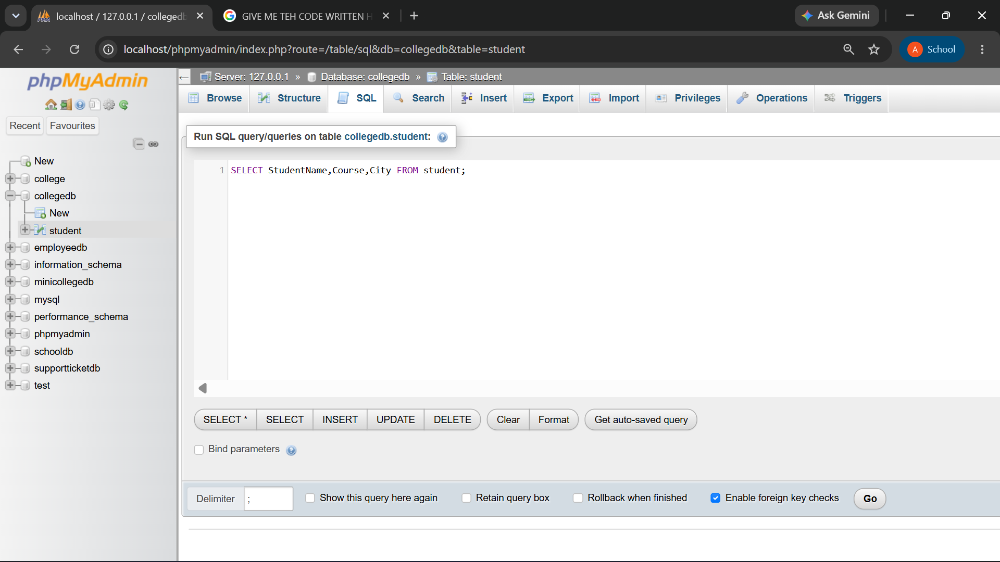 localhost / 127.0.0.1 / collegedb
GIVE ME TEH CODE WRITTEN H
Ask Gemini
localhost/phpmyadmin/index.php?route=/table/sql&db=collegedb&table=student
A School
phpMyAdmin
Server: 127.0.0.1 » Database: collegedb » Table: student
Browse Structure SQL Search Insert Export Import Privileges Operations Triggers
Recent Favourites
New
college
collegedb
New
student
employeedb
information_schema
minicollegedb
mysql
performance_schema
phpmyadmin
schooldb
supportticketdb
test
Run SQL query/queries on table collegedb.student:
1 SELECT StudentName,Course,City FROM student;
SELECT * SELECT INSERT UPDATE DELETE Clear Format Get auto-saved query
Bind parameters
Delimiter ; Show this query here again Retain query box Rollback when finished Enable foreign key checks Go